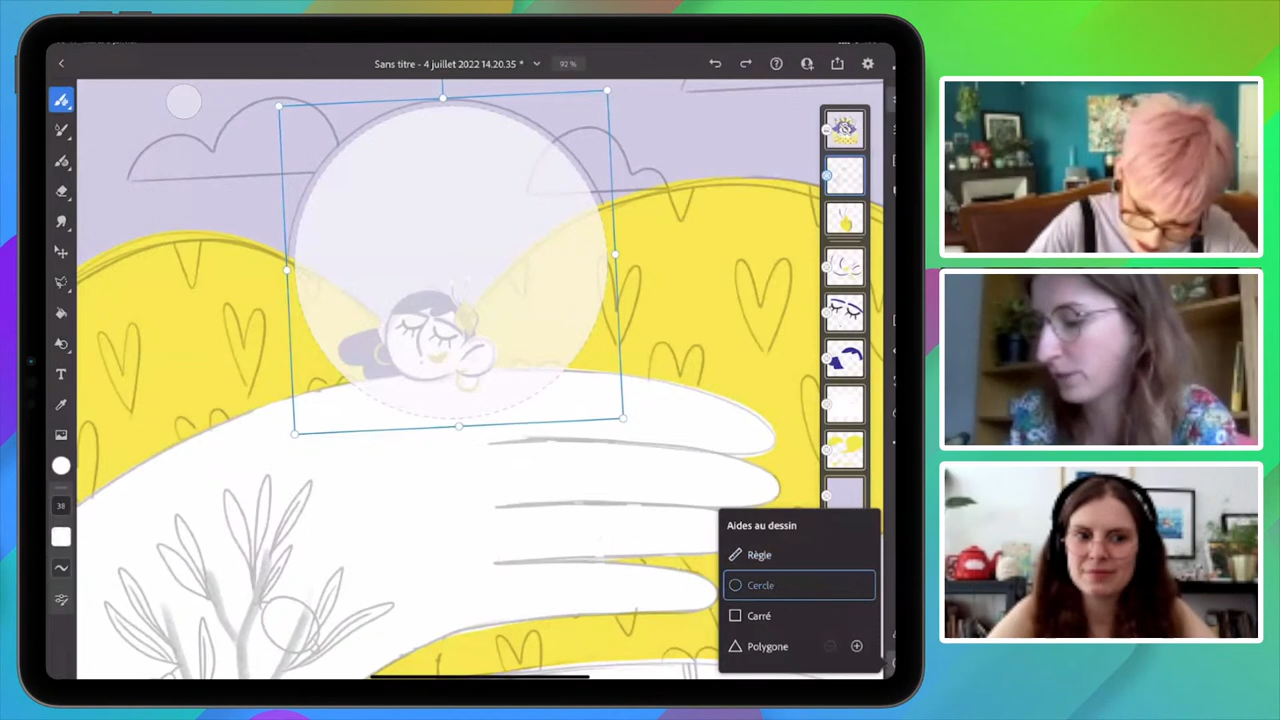 Sans titre - 4 juillet 2022 14.20.35 *
92 %
T
38
Aides au dessin
Règle
Cercle
Carré
Polygone